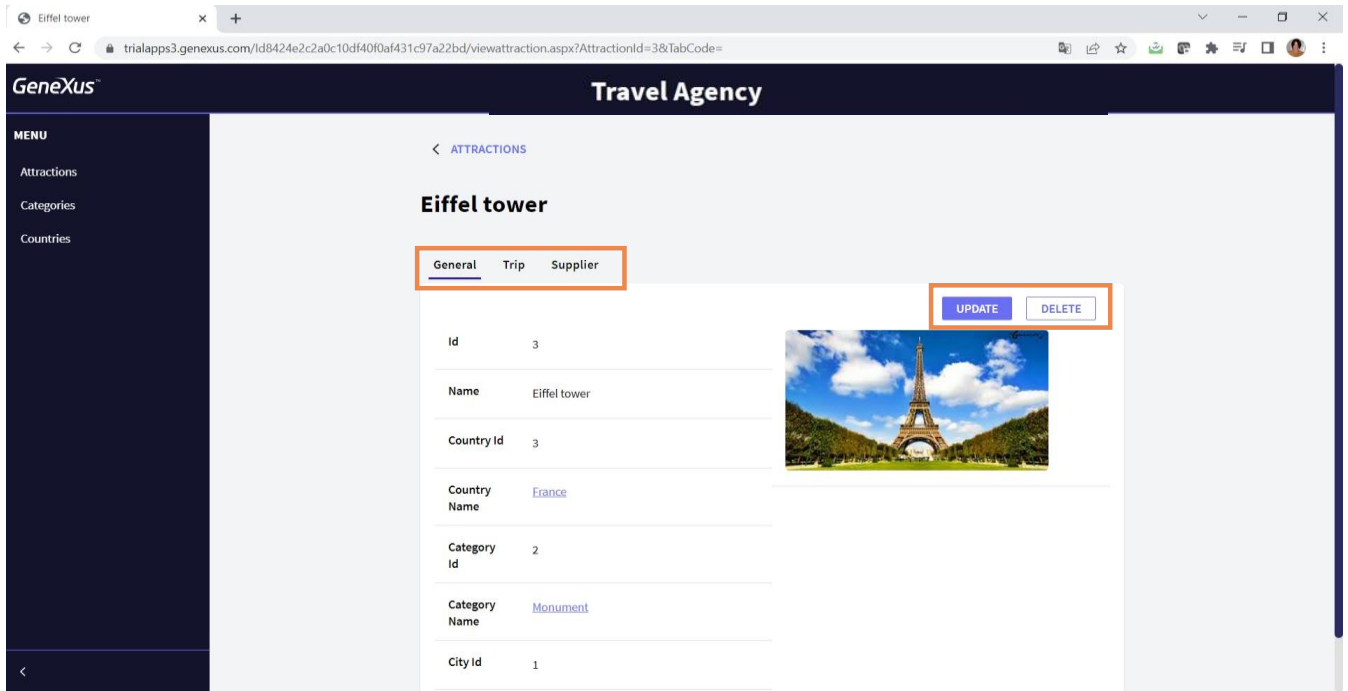 Eiffel tower
trialapps3.genexus.com/Id8424e2c2a0c10df40f0af431c97a22bd/viewattraction.aspx?AttractionId=3&TabCode=
GeneXus™
Travel Agency
MENU
Attractions
Categories
Countries
< ATTRACTIONS
Eiffel tower
General Trip Supplier
UPDATE DELETE
Id 3
Name Eiffel tower
Country Id 3
Country Name France
Category Id 2
Category Name Monument
City Id 1